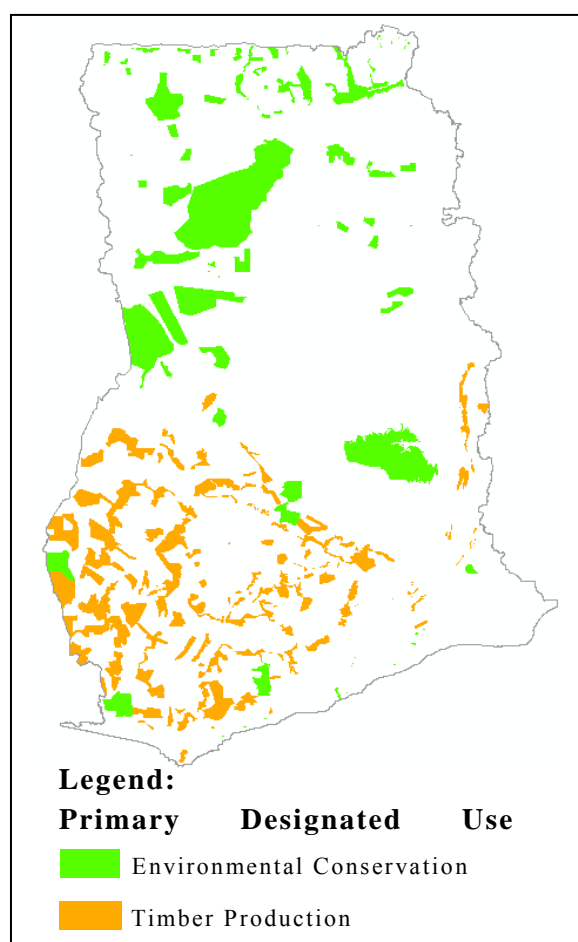 Legend:
Primary Designated Use
Environmental Conservation
Timber Production